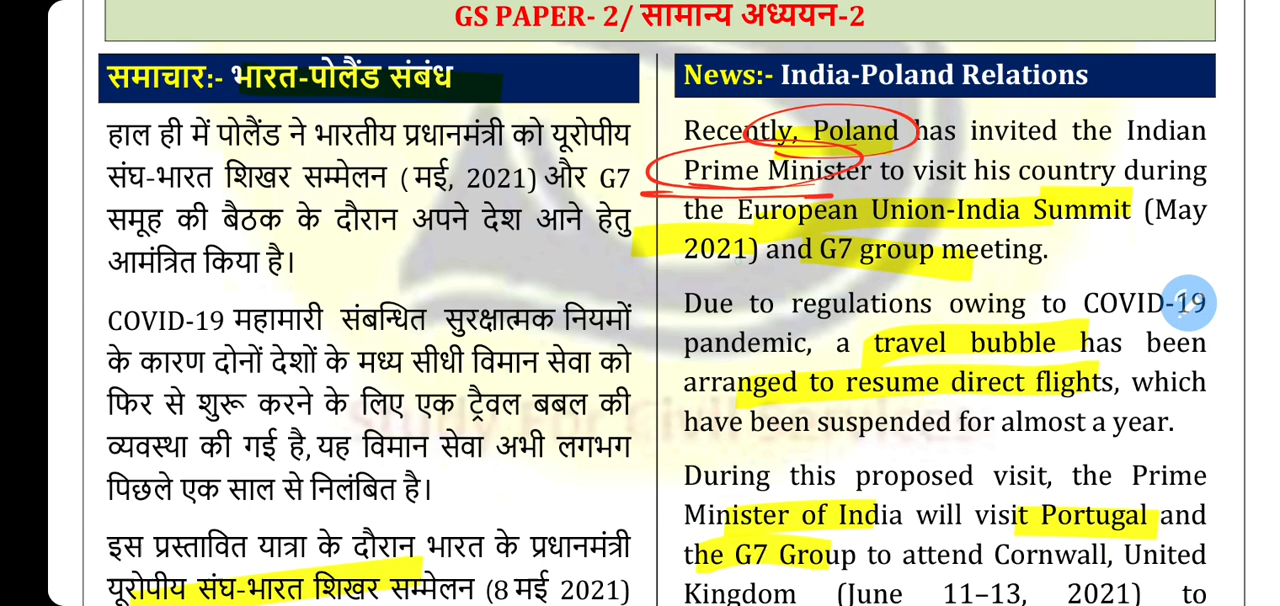 GS PAPER- 2/ सामान्य अध्ययन-2
समाचार:- भारत-पोलैंड संबंध
हाल ही में पोलैंड ने भारतीय प्रधानमंत्री को यूरोपीय
संघ-भारत शिखर सम्मेलन (मई, 2021) और G7
समूह की बैठक के दौरान अपने देश आने हेतु
आमंत्रित किया है।
COVID-19 महामारी संबन्धित सुरक्षात्मक नियमों
के कारण दोनों देशों के मध्य सीधी विमान सेवा को
फिर से शुरू करने के लिए एक ट्रैवल बबल की
व्यवस्था की गई है, यह विमान सेवा अभी लगभग
पिछले एक साल से निलंबित है।
इस प्रस्तावित यात्रा के दौरान भारत के प्रधानमंत्री
यूरोपीय संघ-भारत शिखर सम्मेलन (8 मई 2021)
News:- India-Poland Relations
Recently, Poland has invited the Indian
Prime Minister to visit his country during
the European Union-India Summit (May
2021) and G7 group meeting.
Due to regulations owing to COVID-19
pandemic, a travel bubble has been
arranged to resume direct flights, which
have been suspended for almost a year.
During this proposed visit, the Prime
Minister of India will visit Portugal and
the G7 Group to attend Cornwall, United
Kingdom (June 11–13, 2021) to
Study For Civil Services